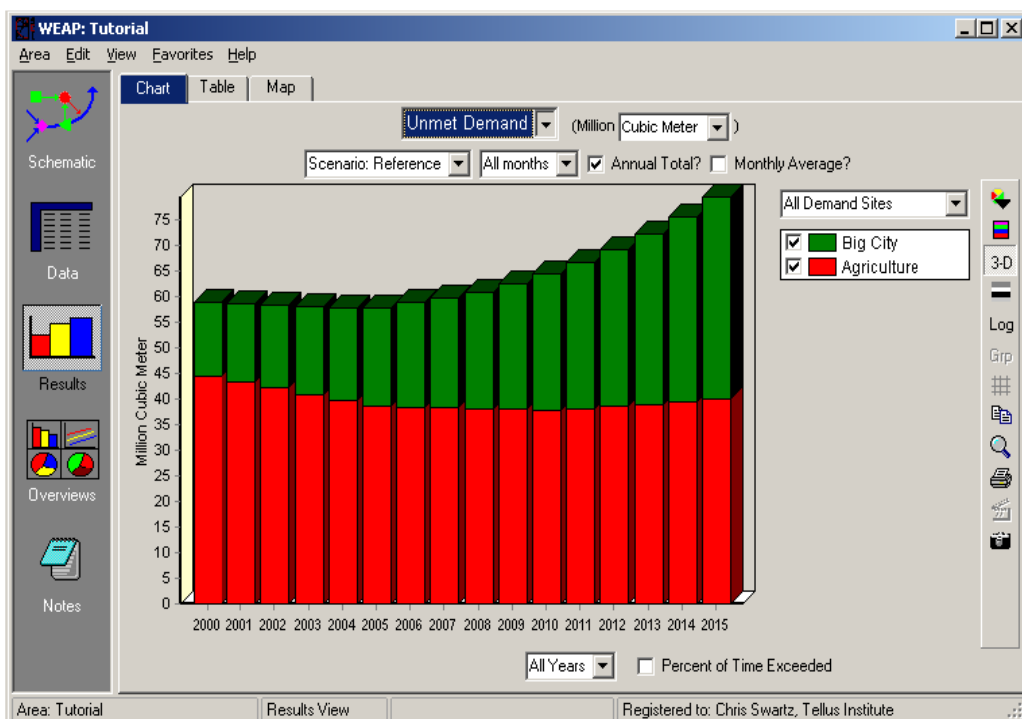 WEAP: Tutorial
Area Edit View Favorites Help
Chart Table Map
Unmet Demand (Million Cubic Meter )
Scenario: Reference All months Annual Total? Monthly Average?
Schematic
Data
Results
Overviews
Notes
All Demand Sites
Big City
Agriculture
3-D
Log
Grp
Million Cubic Meter
75
70
65
60
55
50
45
40
35
30
25
20
15
10
5
0
2000 2001 2002 2003 2004 2005 2006 2007 2008 2009 2010 2011 2012 2013 2014 2015
All Years Percent of Time Exceeded
Area: Tutorial Results View Registered to: Chris Swartz, Tellus Institute